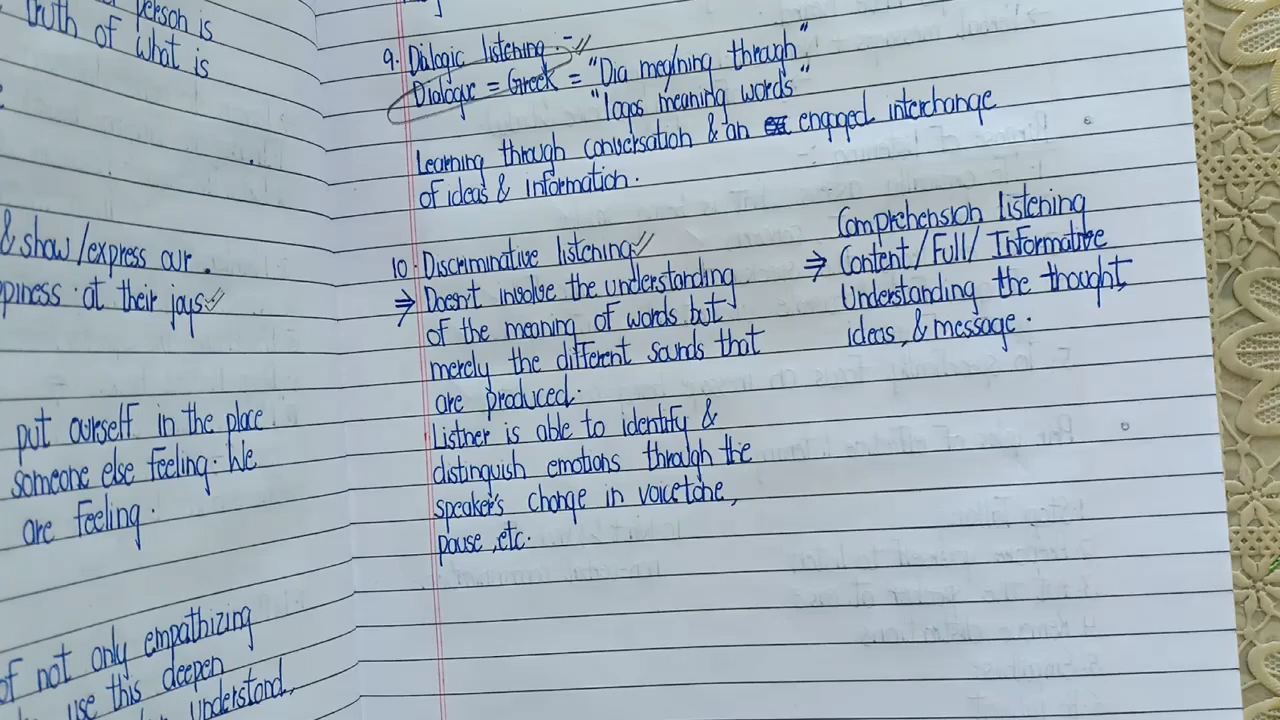 person is
truth of what is
& show/express our.
piness at their joys
put ourself in the place
someone else feeling. We
are feeling.
of not only empathizing
use this deepen
understand,
9. Dialogic listening :-
Dialogic = Greek = "Dia meaning through"
"logos meaning words"
Learning through conversation & an engaged interchange
of ideas & information.
10. Discriminative listening
⇒ Doesn't involve the understanding
of the meaning of words but
merely the different sounds that
are produced.
Listner is able to identify &
distinguish emotions through the
speaker's change in voicetone,
pause, etc.
Comprehension listening
⇒ Content/Full/Informative
Understanding the thought,
ideas, & message.